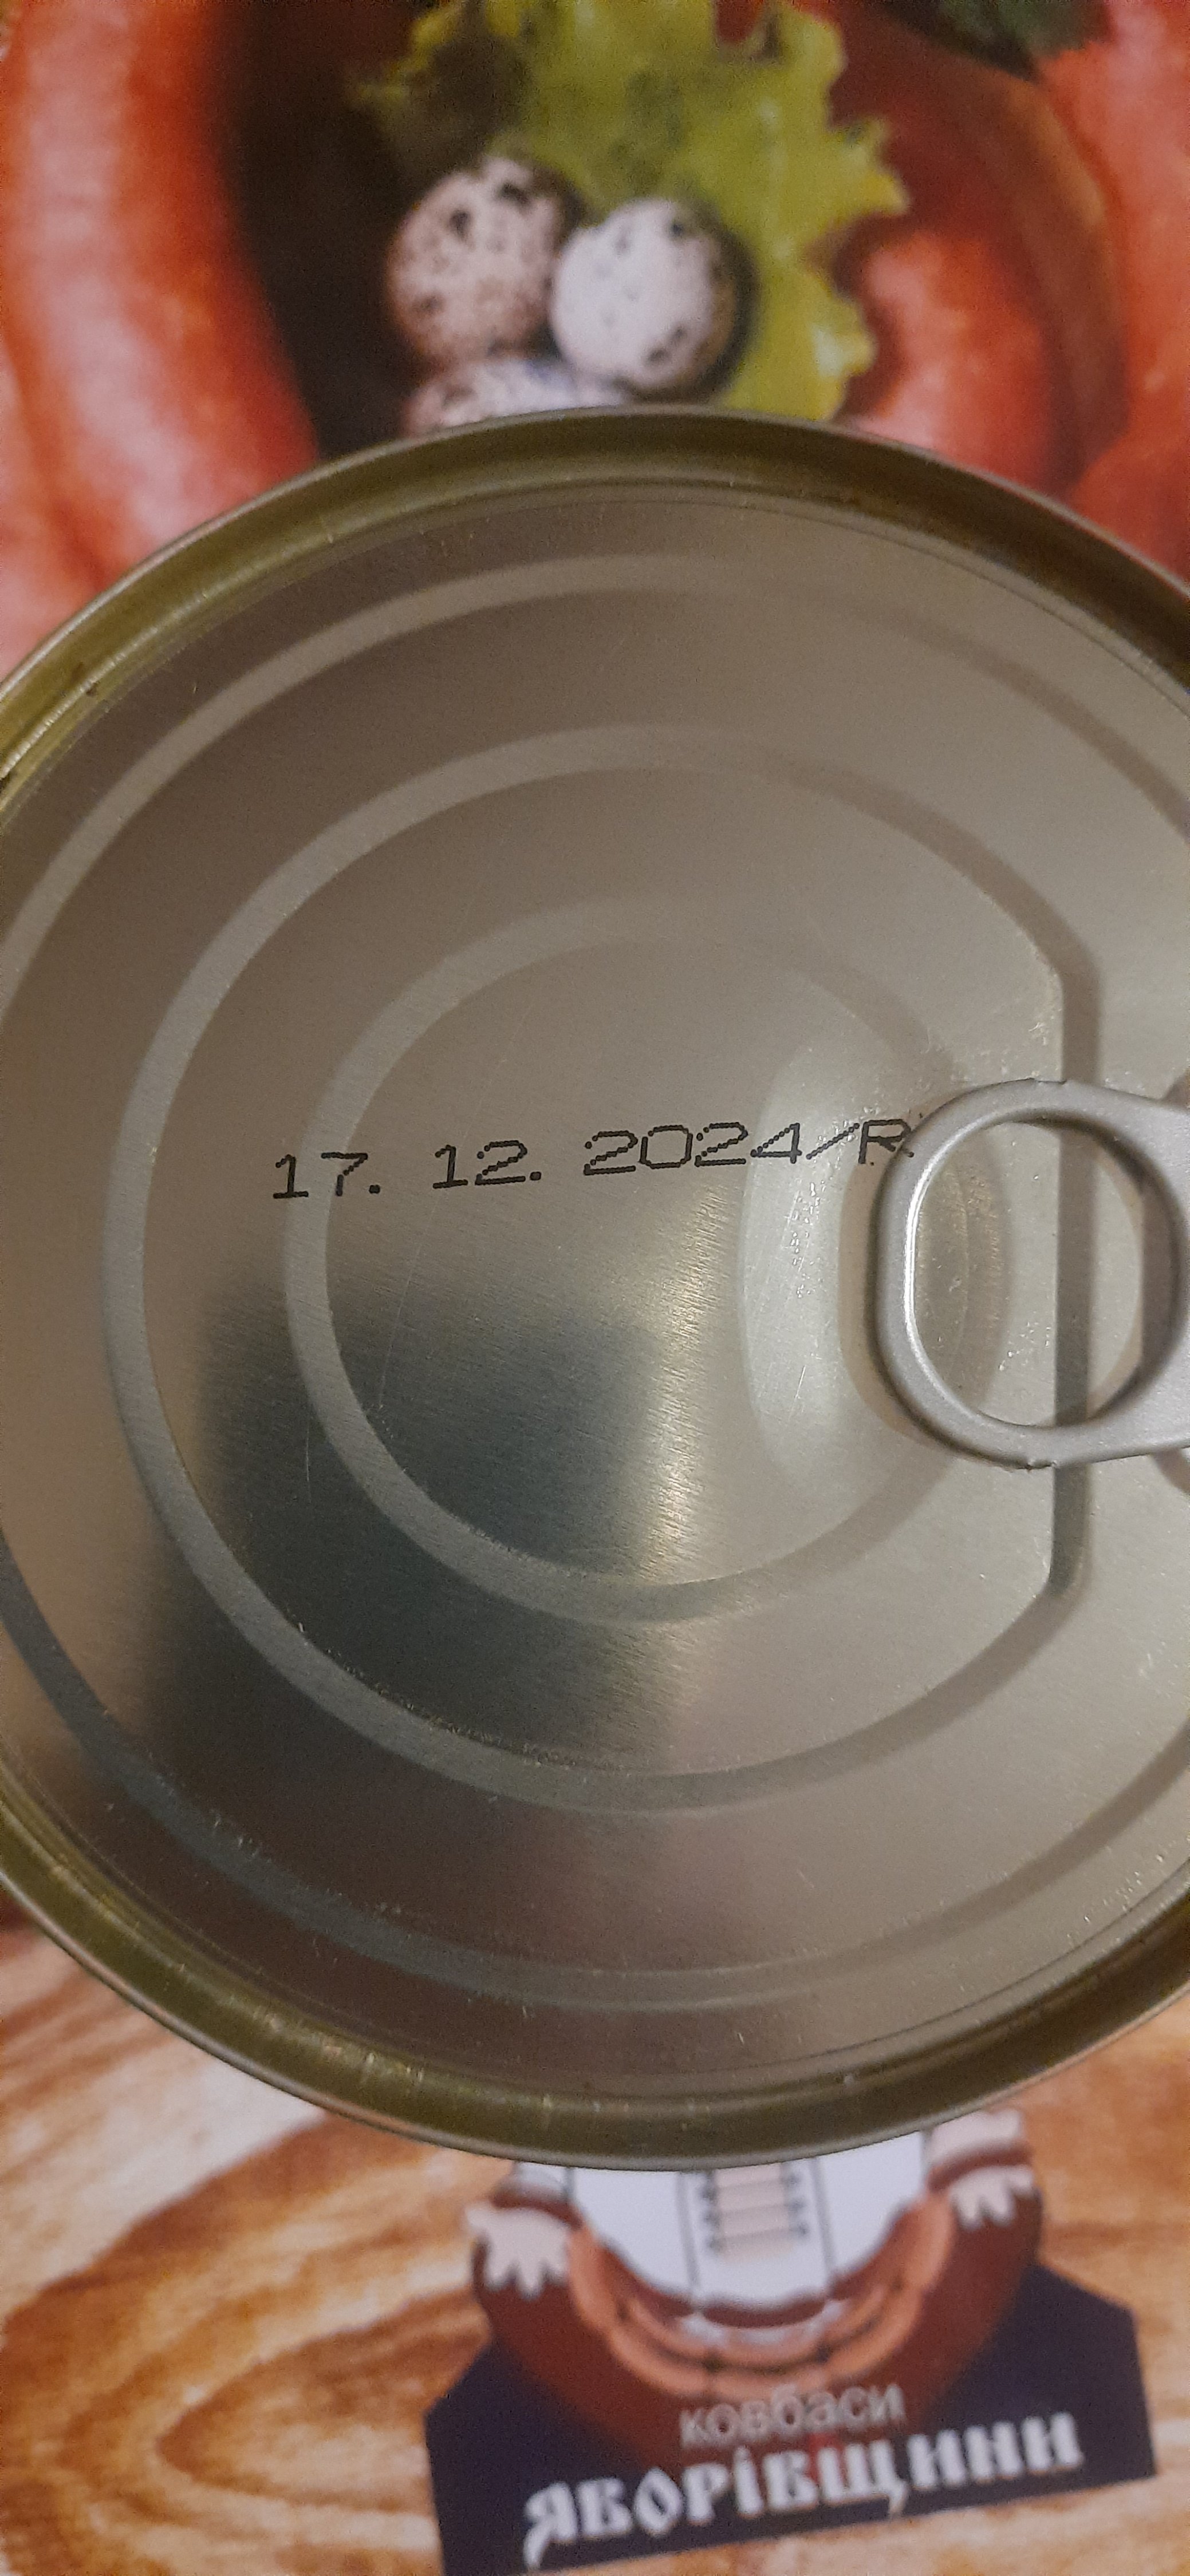 17. 12. 2024/R
ковбаси
ЯВОРІВЩИНИ